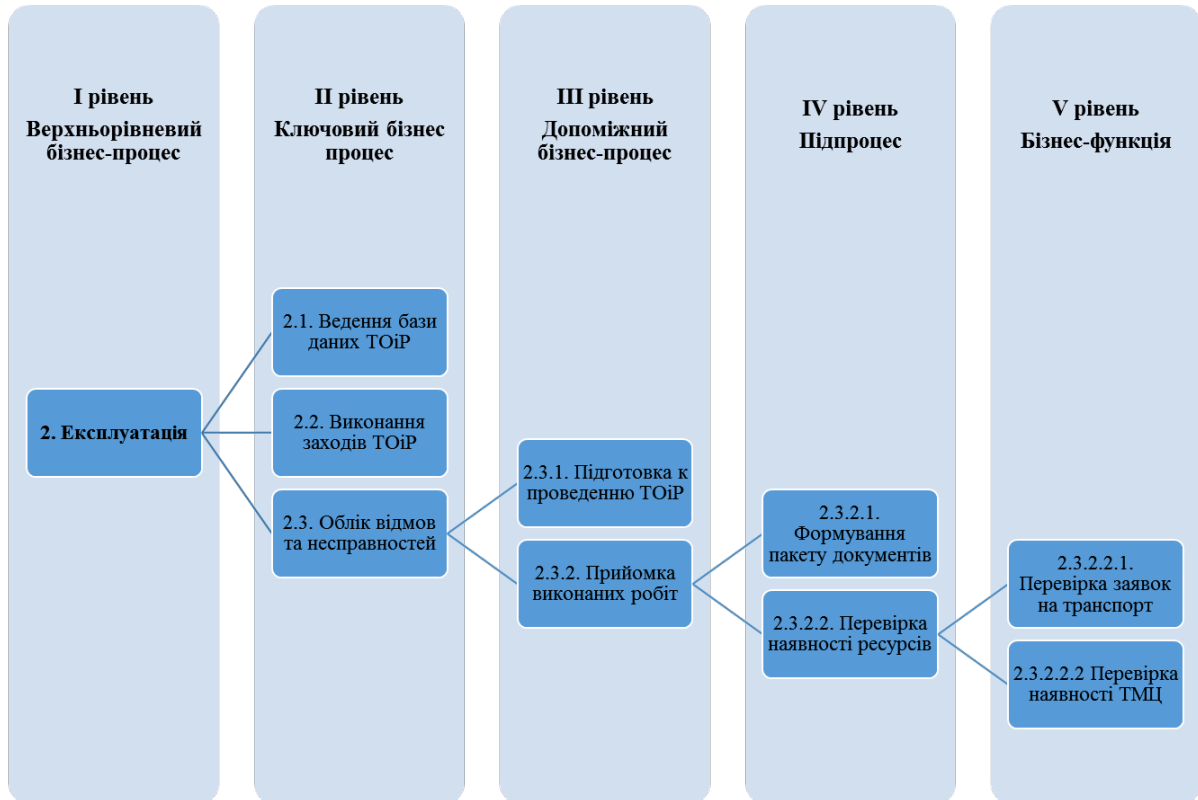 І рівень
Верхньорівневий
бізнес-процес
ІІ рівень
Ключовий бізнес
процес
ІІІ рівень
Допоміжний
бізнес-процес
IV рівень
Підпроцес
V рівень
Бізнес-функція
2. Експлуатація
2.1. Ведення бази
даних ТОіР
2.2. Виконання
заходів ТОіР
2.3. Облік відмов
та несправностей
2.3.1. Підготовка к
проведенню ТОіР
2.3.2. Прийомка
виконаних робіт
2.3.2.1.
Формування
пакету документів
2.3.2.2. Перевірка
наявності ресурсів
2.3.2.2.1.
Перевірка заявок
на транспорт
2.3.2.2.2 Перевірка
наявності ТМЦ